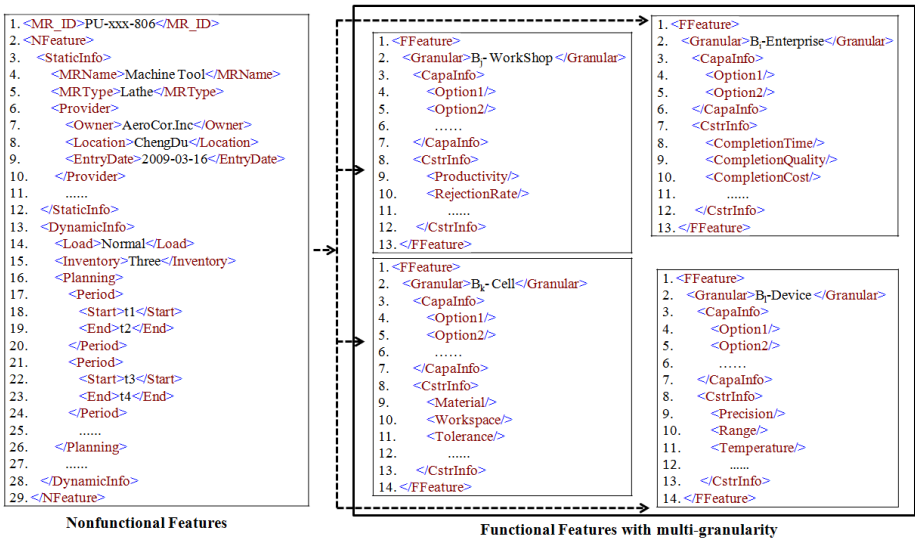 1. <MR_ID>PU-xxx-806</MR_ID>
2. <NFeature>
3. <StaticInfo>
4. <MRName>Machine Tool</MRName>
5. <MRType>Lathe</MRType>
6. <Provider>
7. <Owner>AeroCor.Inc</Owner>
8. <Location>ChengDu</Location>
9. <EntryDate>2009-03-16</EntryDate>
10. </Provider>
11. ......
12. </StaticInfo>
13. <DynamicInfo>
14. <Load>Normal</Load>
15. <Inventory>Three</Inventory>
16. <Planning>
17. <Period>
18. <Start>t1</Start>
19. <End>t2</End>
20. </Period>
21. <Period>
22. <Start>t3</Start>
23. <End>t4</End>
24. </Period>
25. ......
26. </Planning>
27. ......
28. </DynamicInfo>
29. </NFeature>
Nonfunctional Features
1. <FFeature>
2. <Granular>Bj-WorkShop</Granular>
3. <CapaInfo>
4. <Option1/>
5. <Option2/>
6. ......
7. </CapaInfo>
8. <CstrInfo>
9. <Productivity/>
10. <RejectionRate/>
11. ......
12. </CstrInfo>
13. </FFeature>
1. <FFeature>
2. <Granular>Bi-Enterprise</Granular>
3. <CapaInfo>
4. <Option1/>
5. <Option2/>
6. </CapaInfo>
7. <CstrInfo>
8. <CompletionTime/>
9. <CompletionQuality/>
10. <CompletionCost/>
11. ......
12. </CstrInfo>
13. </FFeature>
1. <FFeature>
2. <Granular>Bk-Cell</Granular>
3. <CapaInfo>
4. <Option1/>
5. <Option2/>
6. ......
7. </CapaInfo>
8. <CstrInfo>
9. <Material/>
10. <Workspace/>
11. <Tolerance/>
12. ......
13. </CstrInfo>
14. </FFeature>
1. <FFeature>
2. <Granular>Bl-Device</Granular>
3. <CapaInfo>
4. <Option1/>
5. <Option2/>
6. ......
7. </CapaInfo>
8. <CstrInfo>
9. <Precision/>
10. <Range/>
11. <Temperature/>
12. ......
13. </CstrInfo>
14. </FFeature>
Functional Features with multi-granularity